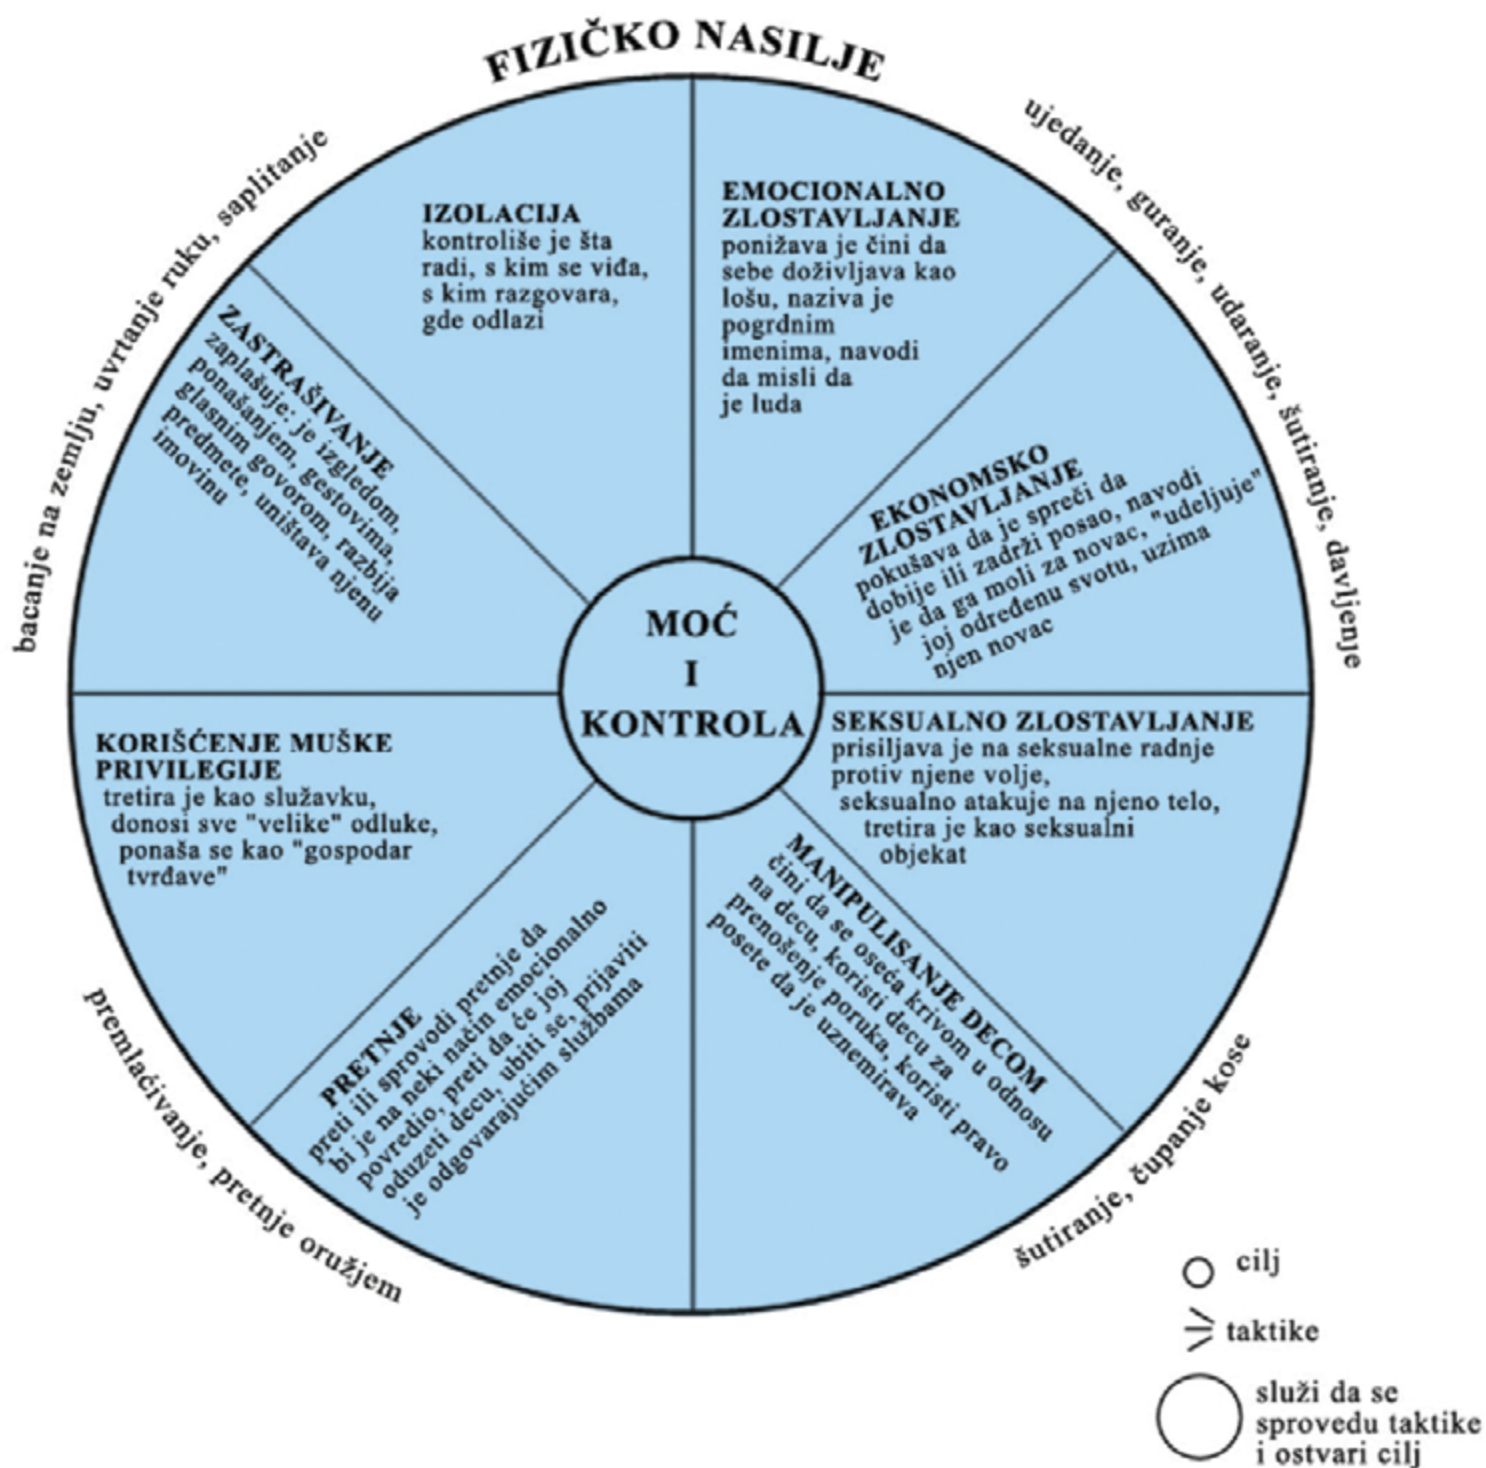 FIZIČKO NASILJE
bacanje na zemlju, uvrtanje ruku, saplitanje
ujedanje, guranje, udaranje, šutiranje, davljenje
IZOLACIJA
kontroliše je šta
radi, s kim se viđa,
s kim razgovara,
gde odlazi
EMOCIONALNO
ZLOSTAVLJANJE
ponižava je čini da
sebe doživljava kao
lošu, naziva je
pogrdnim
imenima, navodi
da misli da
je luda
ZASTRAŠIVANJE
zaplašuje: je izgledom,
ponašanjem, gestovima,
glasnim govorom, razbija
predmete, uništava njenu
imovinu
EKONOMSKO
ZLOSTAVLJANJE
pokušava da je spreči da
dobije ili zadrži posao, navodi
je da ga moli za novac, "udeljuje"
joj određenu svotu, uzima
njen novac
MOĆ
I
KONTROLA
KORIŠĆENJE MUŠKE
PRIVILEGIJE
tretira je kao služavku,
donosi sve "velike" odluke,
ponaša se kao "gospodar
tvrđave"
SEKSUALNO ZLOSTAVLJANJE
prisiljava je na seksualne radnje
protiv njene volje,
seksualno atakuje na njeno telo,
tretira je kao seksualni
objekat
PRETNJE
preti ili sprovodi pretnje da
bi je na neki način emocionalno
povredio, preti da će joj
oduzeti decu, ubiti se, prijaviti
je odgovarajućim službama
MANIPULISANJE DECOM
čini da se oseća krivom u odnosu
na decu, koristi decu za
prenošenje poruka, koristi pravo
posete da je uznemirava
premlaćivanje, pretnje oružjem
šutiranje, čupanje kose
cilj
taktike
služi da se
sprovedu taktike
i ostvari cilj